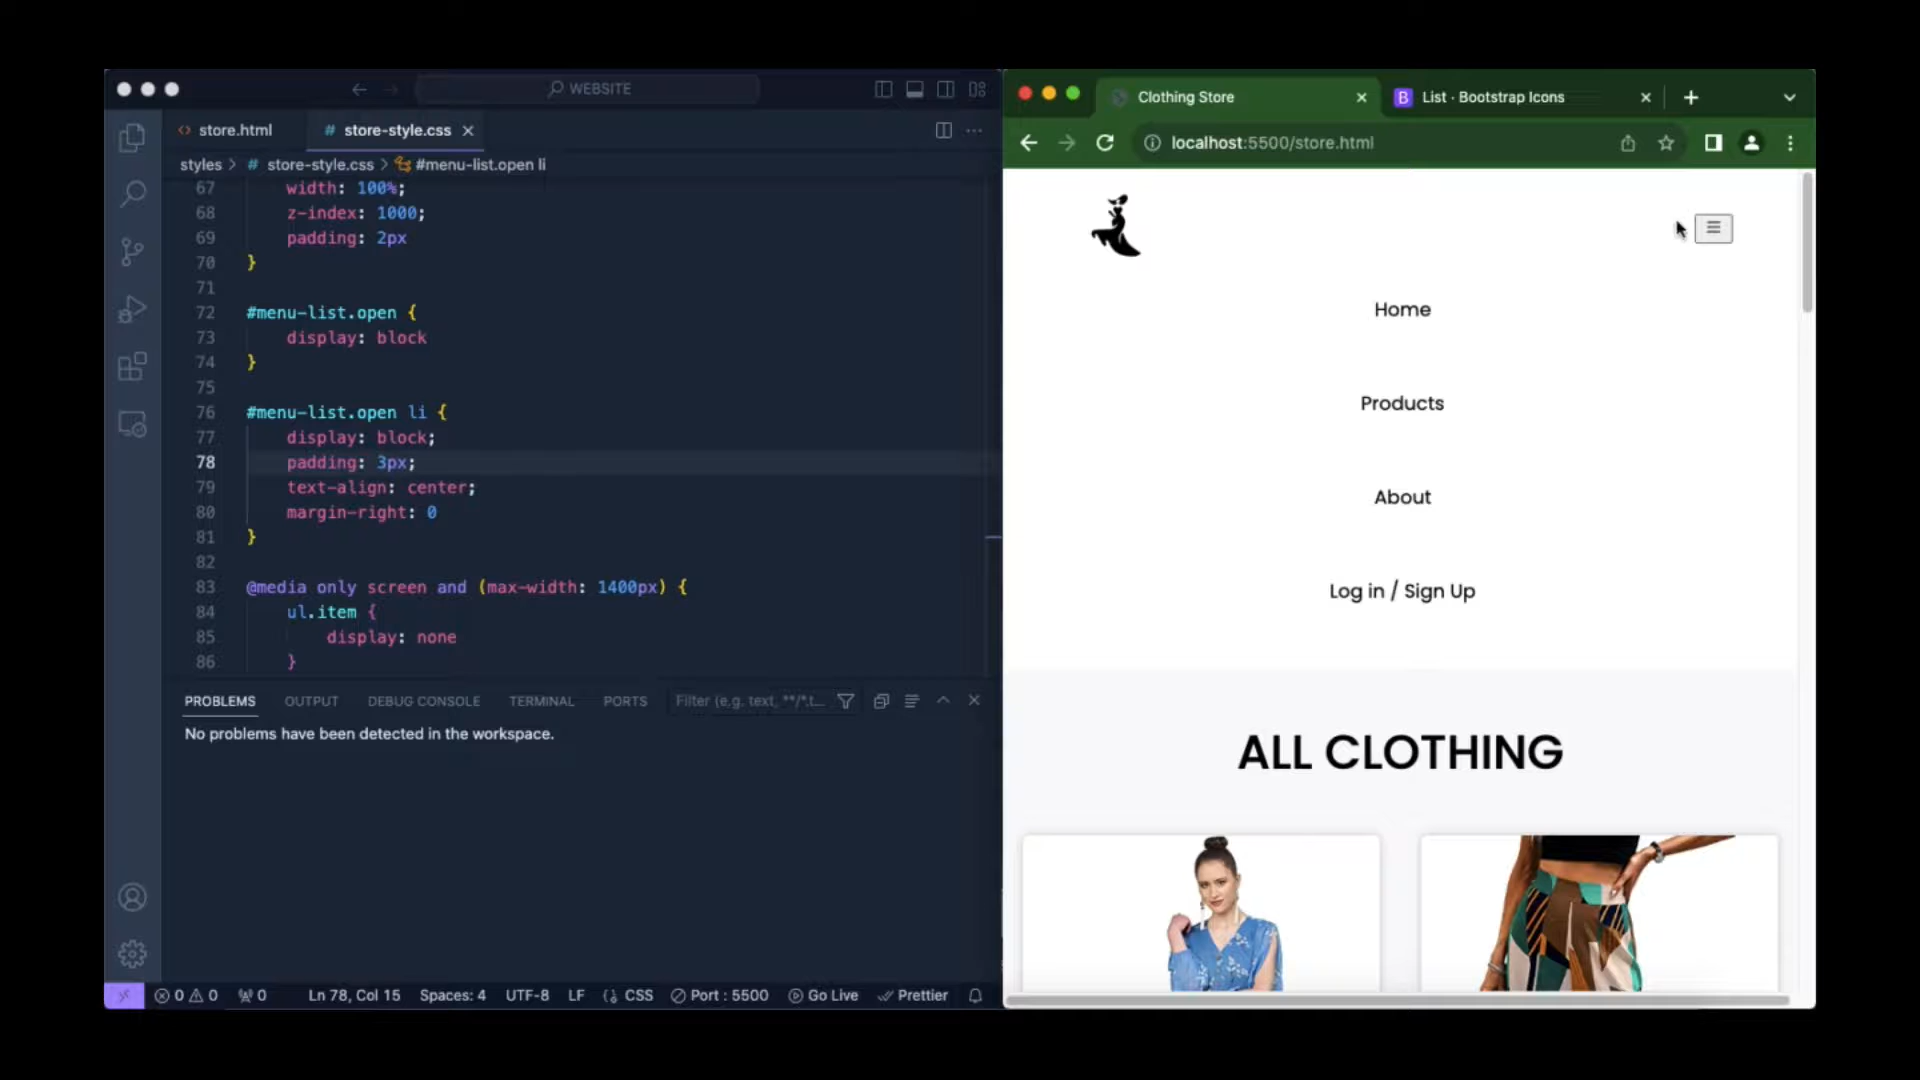 WEBSITE
store.html
# store-style.css
styles > # store-style.css > #menu-list.open li
67 width: 100%;
68 z-index: 1000;
69 padding: 2px
70 }
71
72 #menu-list.open {
73 display: block
74 }
75
76 #menu-list.open li {
77 display: block;
78 padding: 3px;
79 text-align: center;
80 margin-right: 0
81 }
82
83 @media only screen and (max-width: 1400px) {
84 ul.item {
85 display: none
86 }
PROBLEMS OUTPUT DEBUG CONSOLE TERMINAL PORTS Filter (e.g. text, **/*.t...
No problems have been detected in the workspace.
0 0 0 Ln 78, Col 15 Spaces: 4 UTF-8 LF CSS Port : 5500 Go Live Prettier
Clothing Store
B List · Bootstrap Icons
localhost:5500/store.html
Home
Products
About
Log in / Sign Up
ALL CLOTHING